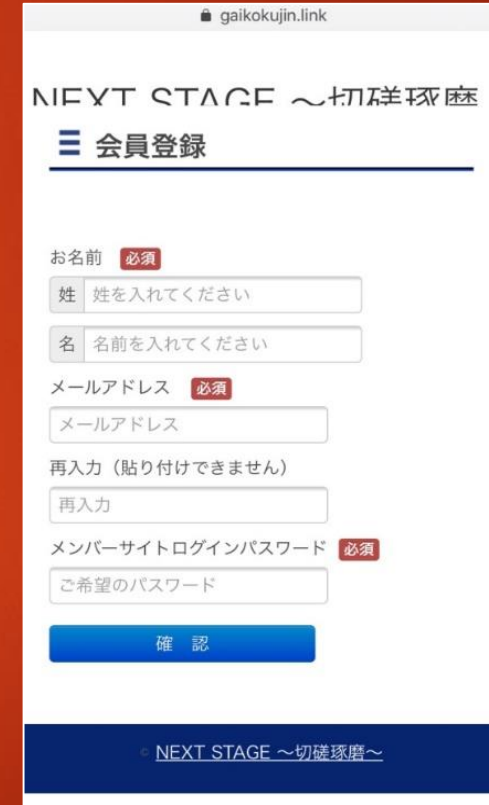 gaikokujin.link
NEXT STAGE ～切磋琢磨
会員登録
お名前 必須
姓 姓を入れてください
名 名前を入れてください
メールアドレス 必須
メールアドレス
再入力（貼り付けできません）
再入力
メンバーサイトログインパスワード 必須
ご希望のパスワード
確 認
© NEXT STAGE ～切磋琢磨～